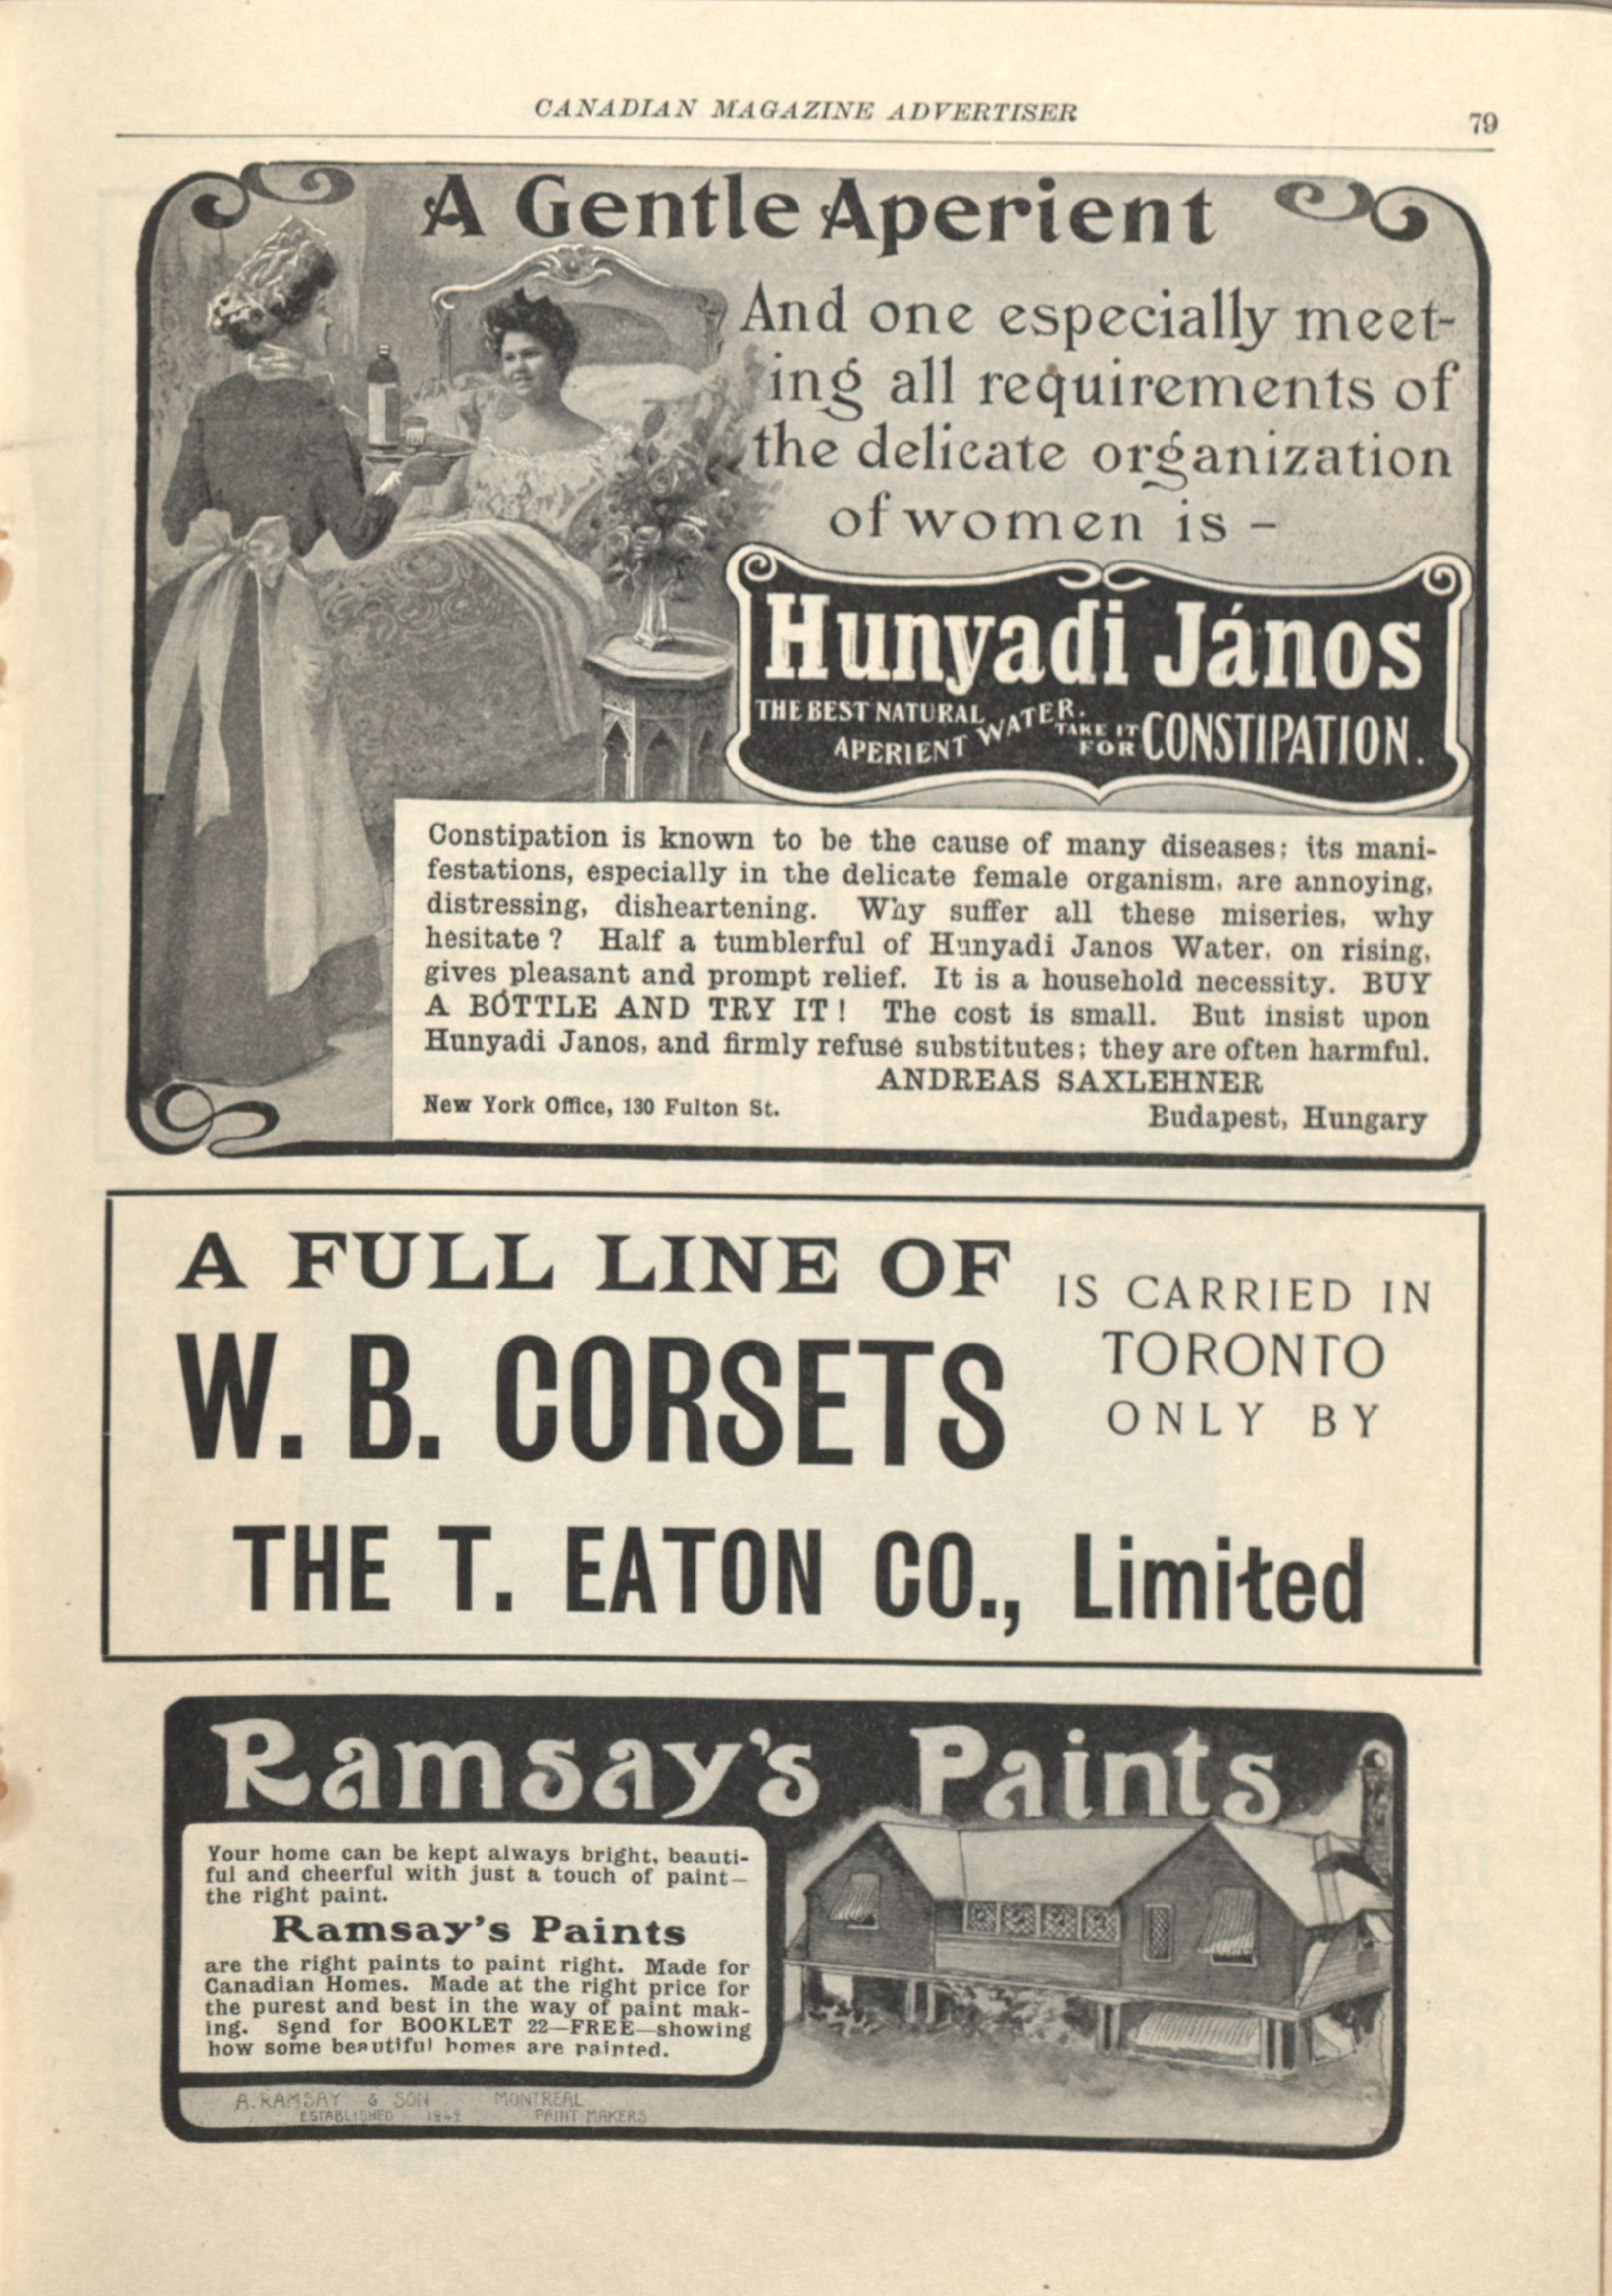 CANADIAN MAGAZINE ADVERTISER
79
A Gentle Aperient
And one especially meet-
ing all requirements of
the delicate organization
of women is –
Hunyadi János
THE BEST NATURAL
APERIENT WATER.
TAKE IT
FOR CONSTIPATION.
Constipation is known to be the cause of many diseases; its mani-
festations, especially in the delicate female organism, are annoying,
distressing, disheartening. Why suffer all these miseries, why
hesitate? Half a tumblerful of Hunyadi Janos Water, on rising,
gives pleasant and prompt relief. It is a household necessity. BUY
A BOTTLE AND TRY IT! The cost is small. But insist upon
Hunyadi Janos, and firmly refuse substitutes; they are often harmful.
ANDREAS SAXLEHNER
New York Office, 130 Fulton St.
Budapest, Hungary
A FULL LINE OF
W. B. CORSETS
IS CARRIED IN
TORONTO
ONLY BY
THE T. EATON CO., Limited
Ramsay's Paints
Your home can be kept always bright, beauti-
ful and cheerful with just a touch of paint—
the right paint.
Ramsay's Paints
are the right paints to paint right. Made for
Canadian Homes. Made at the right price for
the purest and best in the way of paint mak-
ing. Send for BOOKLET 22—FREE—showing
how some beautiful homes are painted.
A. RAMSAY & SON MONTREAL
ESTABLISHED 1842 PAINT MAKERS